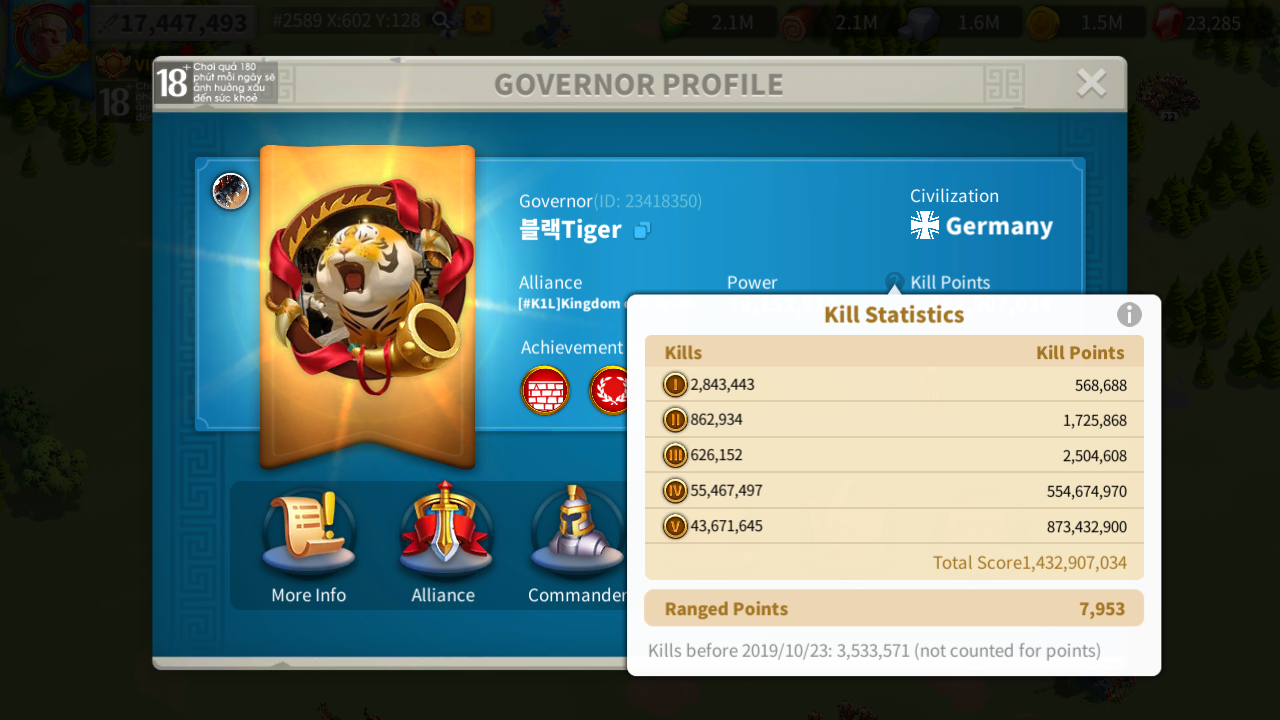 17,447,493
#2589 X:602 Y:128
2.1M
2.1M
1.6M
1.5M
23,285
18+
Chơi quá 180
phút mỗi ngày sẽ
ảnh hưởng xấu
đến sức khoẻ
GOVERNOR PROFILE
18
22
Governor(ID: 23418350)
블랙Tiger
Civilization
Germany
Alliance
Power
Kill Points
[#K1L]Kingdom
Achievement
Kill Statistics
Kills
Kill Points
I 2,843,443
568,688
II 862,934
1,725,868
III 626,152
2,504,608
IV 55,467,497
554,674,970
V 43,671,645
873,432,900
Total Score1,432,907,034
Ranged Points
7,953
Kills before 2019/10/23: 3,533,571 (not counted for points)
More Info
Alliance
Commander